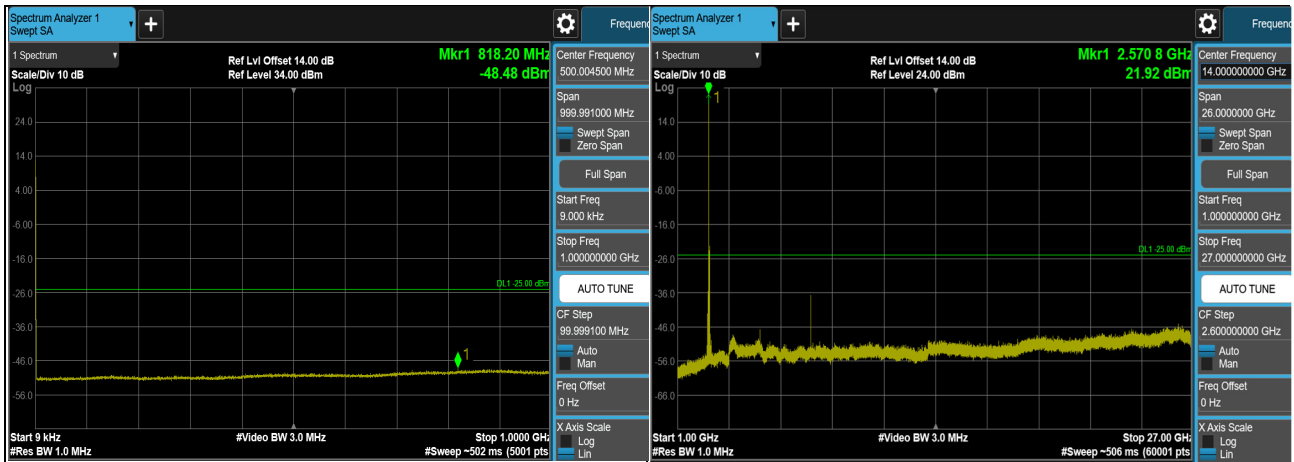 Spectrum Analyzer 1
Swept SA
+
Frequenc
1 Spectrum
Scale/Div 10 dB
Log
Ref Lvl Offset 14.00 dB
Ref Level 34.00 dBm
Mkr1 818.20 MHz
-48.48 dBm
1
24.0
14.0
4.00
-6.00
-16.0
-26.0
-36.0
-46.0
-56.0
DL1 -25.00 dBm
Start 9 kHz
#Res BW 1.0 MHz
#Video BW 3.0 MHz
Stop 1.0000 GHz
#Sweep ~502 ms (5001 pts
Center Frequency
500.004500 MHz
Span
999.991000 MHz
Swept Span
Zero Span
Full Span
Start Freq
9.000 kHz
Stop Freq
1.000000000 GHz
AUTO TUNE
CF Step
99.999100 MHz
Auto
Man
Freq Offset
0 Hz
X Axis Scale
Log
Lin
Spectrum Analyzer 1
Swept SA
+
Frequenc
1 Spectrum
Scale/Div 10 dB
Log
Ref Lvl Offset 14.00 dB
Ref Level 24.00 dBm
Mkr1 2.570 8 GHz
21.92 dBm
1
14.0
4.00
-6.00
-16.0
-26.0
-36.0
-46.0
-56.0
-66.0
DL1 -25.00 dBm
Start 1.00 GHz
#Res BW 1.0 MHz
#Video BW 3.0 MHz
Stop 27.00 GHz
#Sweep ~506 ms (60001 pts
Center Frequency
14.00000000 GHz
Span
26.0000000 GHz
Swept Span
Zero Span
Full Span
Start Freq
1.000000000 GHz
Stop Freq
27.00000000 GHz
AUTO TUNE
CF Step
2.600000000 GHz
Auto
Man
Freq Offset
0 Hz
X Axis Scale
Log
Lin